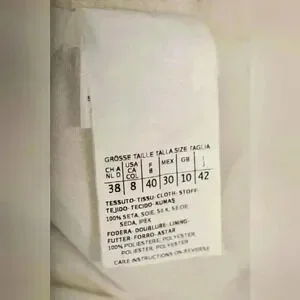 GRÖSSE TAILLE TALLA SIZE TAGLIA
CH A NL D USA CA COL F B MEX GB I
38 8 40 30 10 42
TESSUTO-TISSU-CLOTH-STOFF-
TEJIDO-TECIDO-KUMAŞ
100% SETA, SOIE, SILK, SEIDE
SEDA, IPEK
FODERA-DOUBLURE-LINING-
FUTTER-FORRO-ASTAR
100% POLIESTERE, POLYESTER,
POLIESTER, POLYESTER
CARE INSTRUCTIONS ON REVERSE